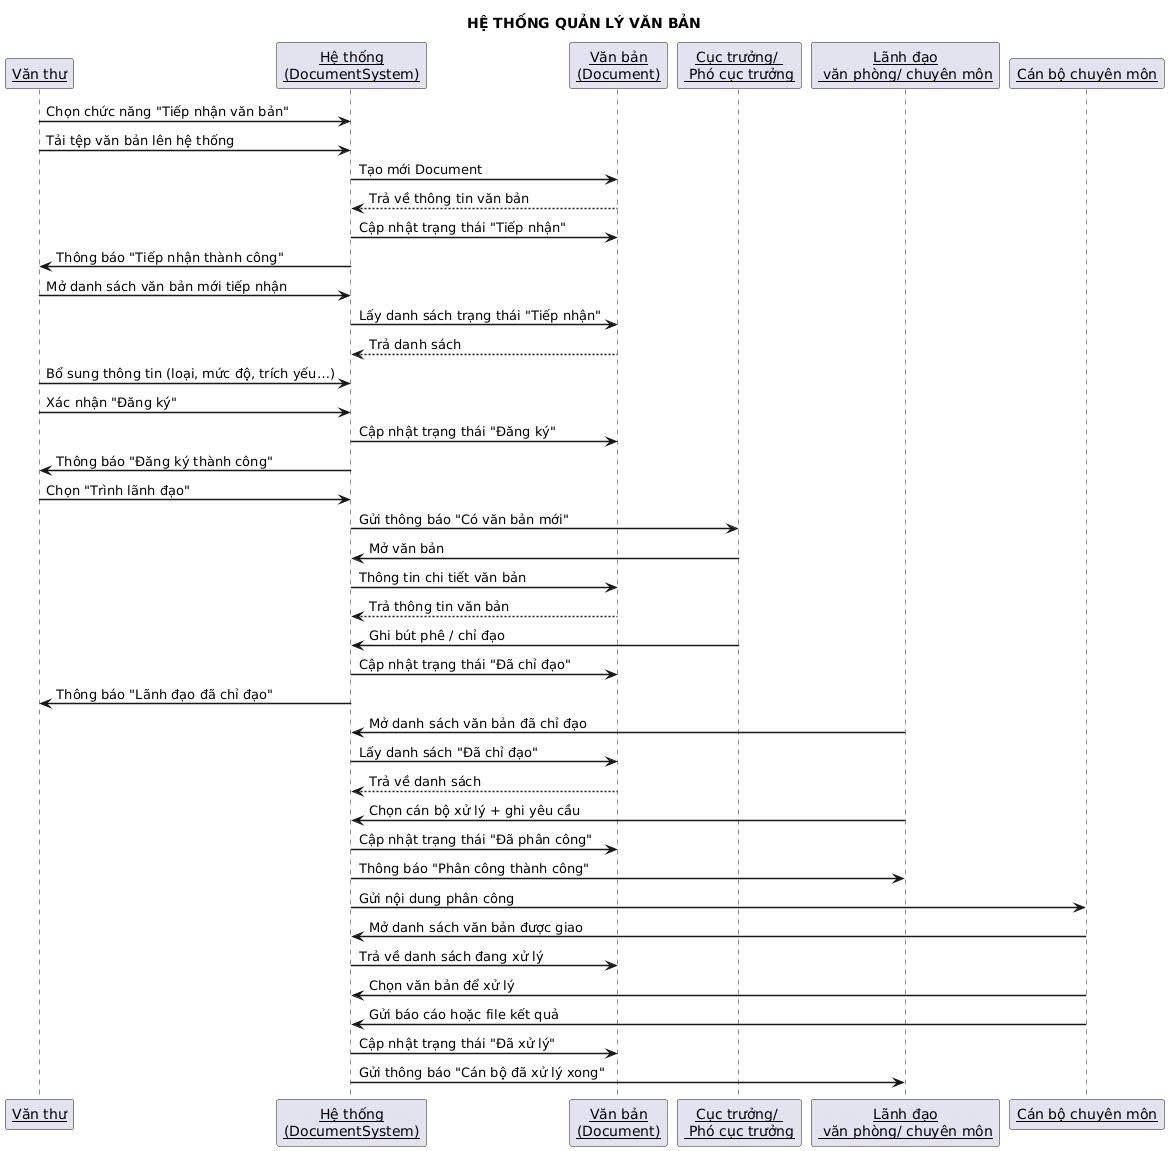 HỆ THỐNG QUẢN LÝ VĂN BẢN
Văn thư
Hệ thống
(DocumentSystem)
Văn bản
(Document)
Cục trưởng/
Phó cục trưởng
Lãnh đạo
văn phòng/ chuyên môn
Cán bộ chuyên môn
Chọn chức năng "Tiếp nhận văn bản"
Tải tệp văn bản lên hệ thống
Tạo mới Document
Trả về thông tin văn bản
Cập nhật trạng thái "Tiếp nhận"
Thông báo "Tiếp nhận thành công"
Mở danh sách văn bản mới tiếp nhận
Lấy danh sách trạng thái "Tiếp nhận"
Trả danh sách
Bổ sung thông tin (loại, mức độ, trích yếu...)
Xác nhận "Đăng ký"
Cập nhật trạng thái "Đăng ký"
Thông báo "Đăng ký thành công"
Chọn "Trình lãnh đạo"
Gửi thông báo "Có văn bản mới"
Mở văn bản
Thông tin chi tiết văn bản
Trả thông tin văn bản
Ghi bút phê / chỉ đạo
Cập nhật trạng thái "Đã chỉ đạo"
Thông báo "Lãnh đạo đã chỉ đạo"
Mở danh sách văn bản đã chỉ đạo
Lấy danh sách "Đã chỉ đạo"
Trả về danh sách
Chọn cán bộ xử lý + ghi yêu cầu
Cập nhật trạng thái "Đã phân công"
Thông báo "Phân công thành công"
Gửi nội dung phân công
Mở danh sách văn bản được giao
Trả về danh sách đang xử lý
Chọn văn bản để xử lý
Gửi báo cáo hoặc file kết quả
Cập nhật trạng thái "Đã xử lý"
Gửi thông báo "Cán bộ đã xử lý xong"
Văn thư
Hệ thống
(DocumentSystem)
Văn bản
(Document)
Cục trưởng/
Phó cục trưởng
Lãnh đạo
văn phòng/ chuyên môn
Cán bộ chuyên môn